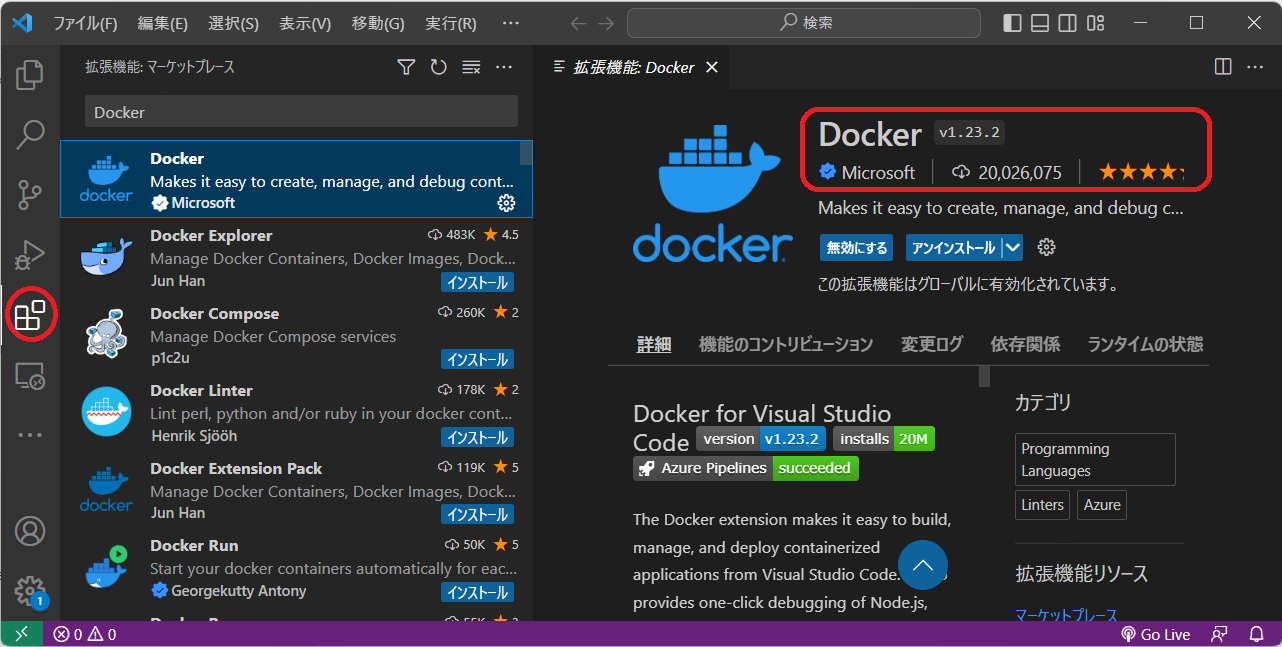 ファイル(F) 編集(E) 選択(S) 表示(V) 移動(G) 実行(R) ... 検索
拡張機能: マーケットプレース
Docker
Docker
Makes it easy to create, manage, and debug cont...
Microsoft
docker
Docker Explorer 483K 4.5
Manage Docker Containers, Docker Images, Dock...
Jun Han インストール
Docker Compose 260K 2
Manage Docker Compose services
p1c2u インストール
Docker Linter 178K 2
Lint perl, python and/or ruby in your docker cont...
Henrik Sjööh インストール
Docker Extension Pack 119K 5
Manage Docker Containers, Docker Images, Dock...
docker
Jun Han インストール
Docker Run 50K 5
Start your docker containers automatically for eac...
Georgekutty Antony インストール
拡張機能: Docker
docker
Docker v1.23.2
Microsoft 20,026,075
Makes it easy to create, manage, and debug c...
無効にする アンインストール
この拡張機能はグローバルに有効化されています。
詳細 機能のコントリビューション 変更ログ 依存関係 ランタイムの状態
Docker for Visual Studio
Code version v1.23.2 installs 20M
Azure Pipelines succeeded
The Docker extension makes it easy to build,
manage, and deploy containerized
applications from Visual Studio Code.
provides one-click debugging of Node.js,
カテゴリ
Programming
Languages
Linters Azure
拡張機能リソース
マーケットプレース
1
0 0 Go Live